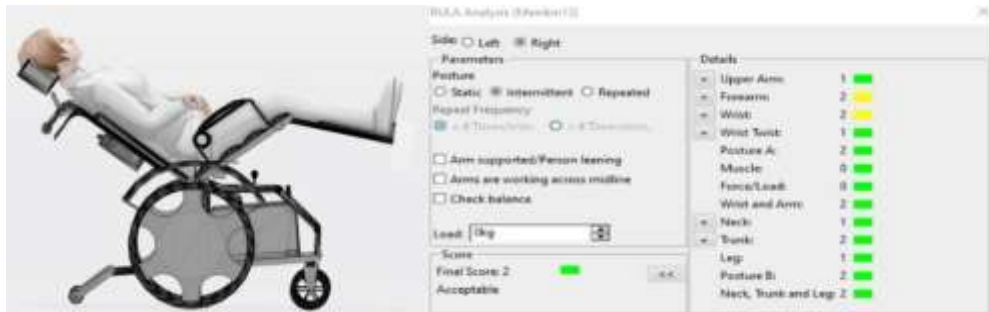 RULA Analysis (Manikin13)
Side: Left Right
Parameters
Posture
Static Intermittent Repeated
Repeat Frequency
Arm supported/Person leaning
Arms are working across midline
Check balance
Load: 0kg
Score
Final Score: 2
<<
Acceptable
Details
Upper Arm: 1
Forearm: 2
Wrist: 2
Wrist Twist: 1
Posture A: 2
Muscle: 0
Force/Load: 0
Wrist and Arm: 2
Neck: 1
Trunk: 2
Leg: 1
Posture B: 2
Neck, Trunk and Leg: 2